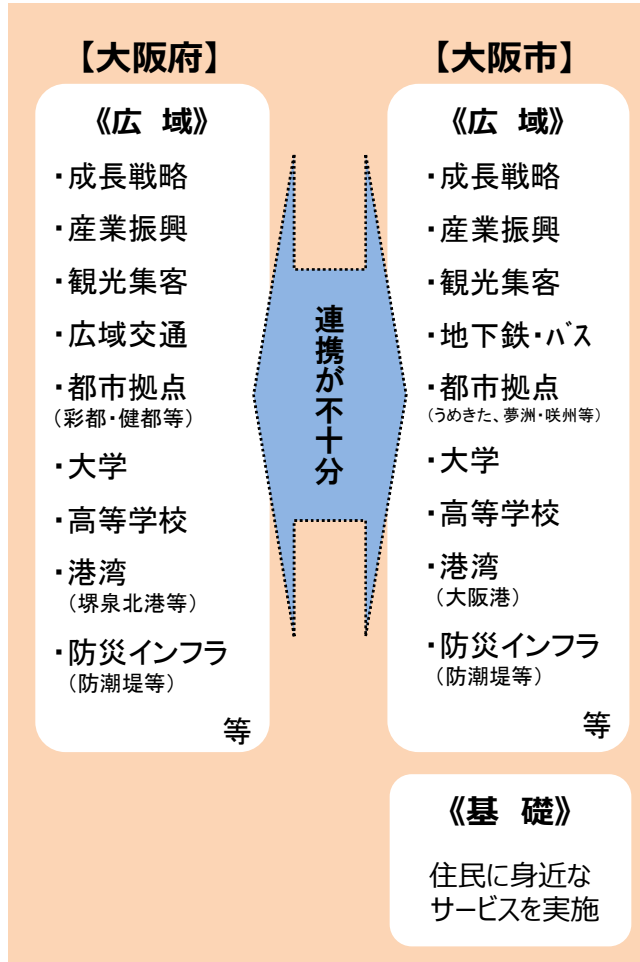 【大阪府】
《広 域》
・成長戦略
・産業振興
・観光集客
・広域交通
・都市拠点
（彩都・健都等）
・大学
・高等学校
・港湾
（堺泉北港等）
・防災インフラ
（防潮堤等）
等
連携が不十分
【大阪市】
《広 域》
・成長戦略
・産業振興
・観光集客
・地下鉄・バス
・都市拠点
（うめきた、夢洲・咲州等）
・大学
・高等学校
・港湾
（大阪港）
・防災インフラ
（防潮堤等）
等
《基 礎》
住民に身近な
サービスを実施